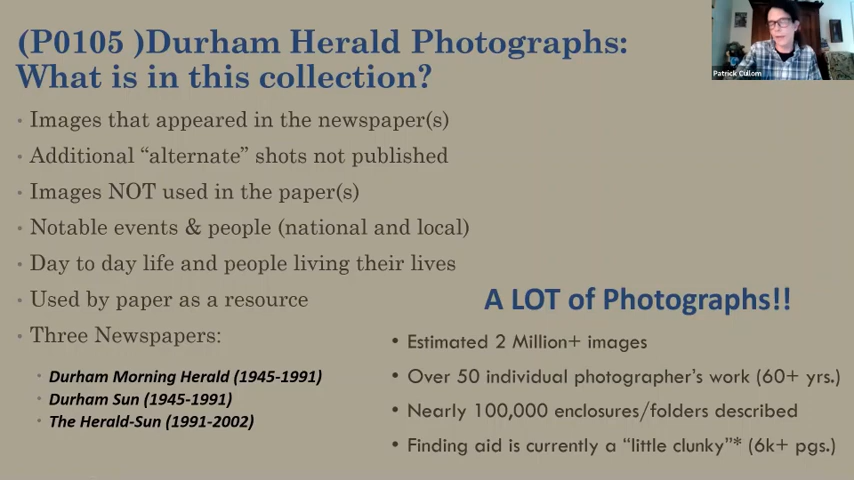 (P0105 )Durham Herald Photographs:
What is in this collection?
• Images that appeared in the newspaper(s)
• Additional “alternate” shots not published
• Images NOT used in the paper(s)
• Notable events & people (national and local)
• Day to day life and people living their lives
• Used by paper as a resource
• Three Newspapers:
• Durham Morning Herald (1945-1991)
• Durham Sun (1945-1991)
• The Herald-Sun (1991-2002)
A LOT of Photographs!!
• Estimated 2 Million+ images
• Over 50 individual photographer’s work (60+ yrs.)
• Nearly 100,000 enclosures/folders described
• Finding aid is currently a “little clunky”* (6k+ pgs.)
Patrick Cullom